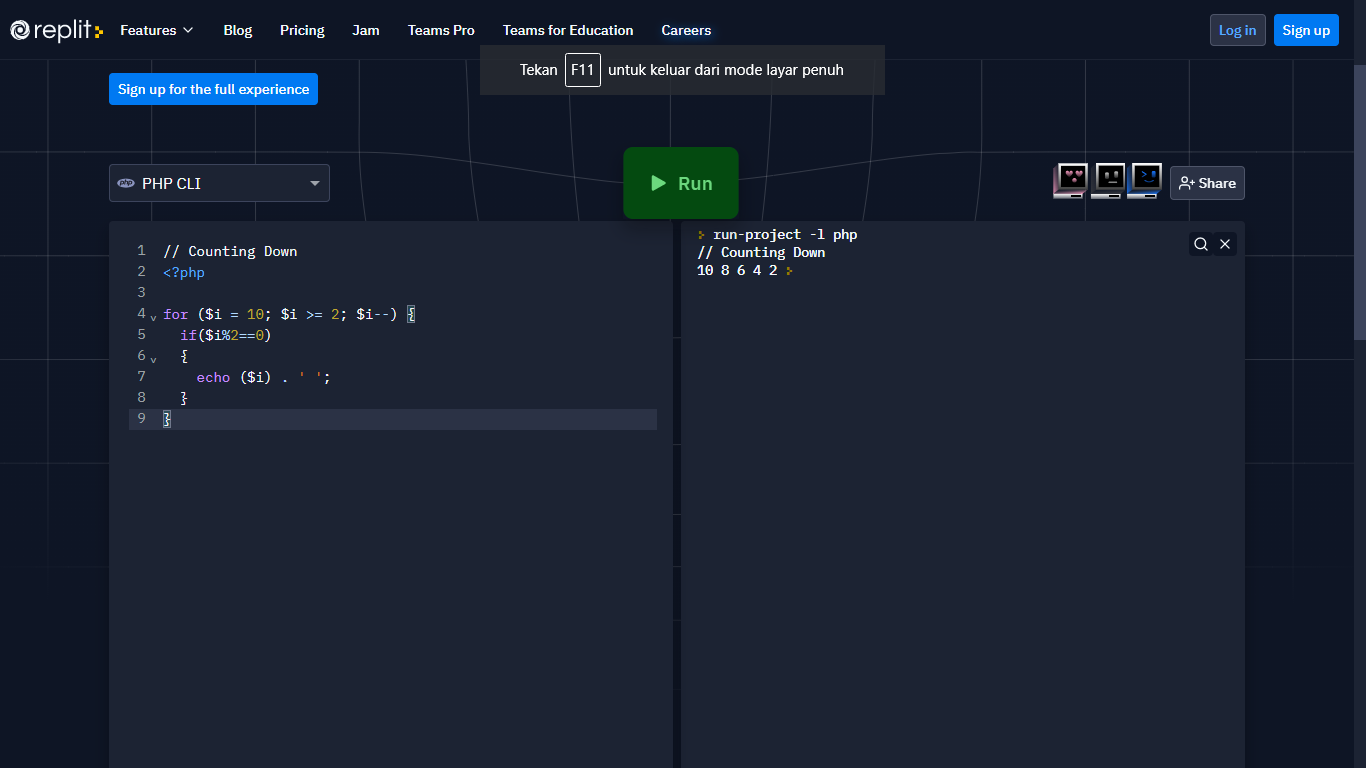 replit
Features Blog Pricing Jam Teams Pro Teams for Education Careers Log in Sign up
Tekan F11 untuk keluar dari mode layar penuh
Sign up for the full experience
php PHP CLI
Run
Share
1 // Counting Down
2 <?php
3
4 for ($i = 10; $i >= 2; $i--) {
5   if($i%2==0)
6   {
7     echo ($i) . ' ';
8   }
9 }
run-project -l php
// Counting Down
10 8 6 4 2